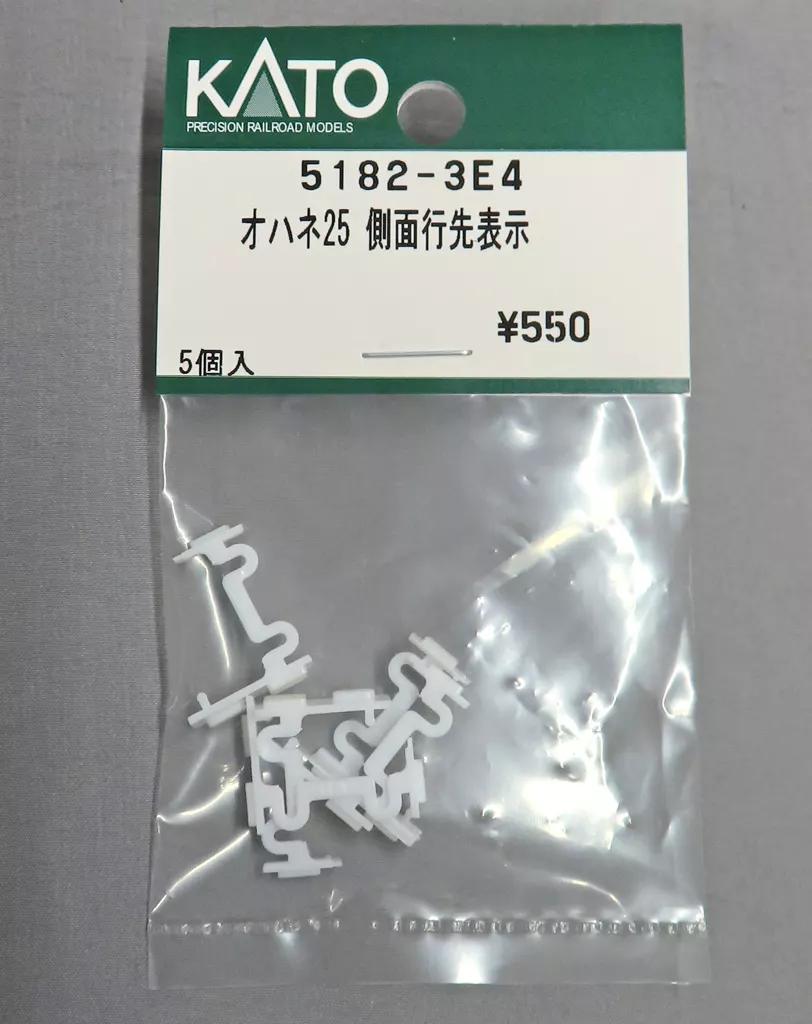 KATO
PRECISION RAILROAD MODELS
5182-3E4
オハネ25 側面行先表示
¥550
5個入